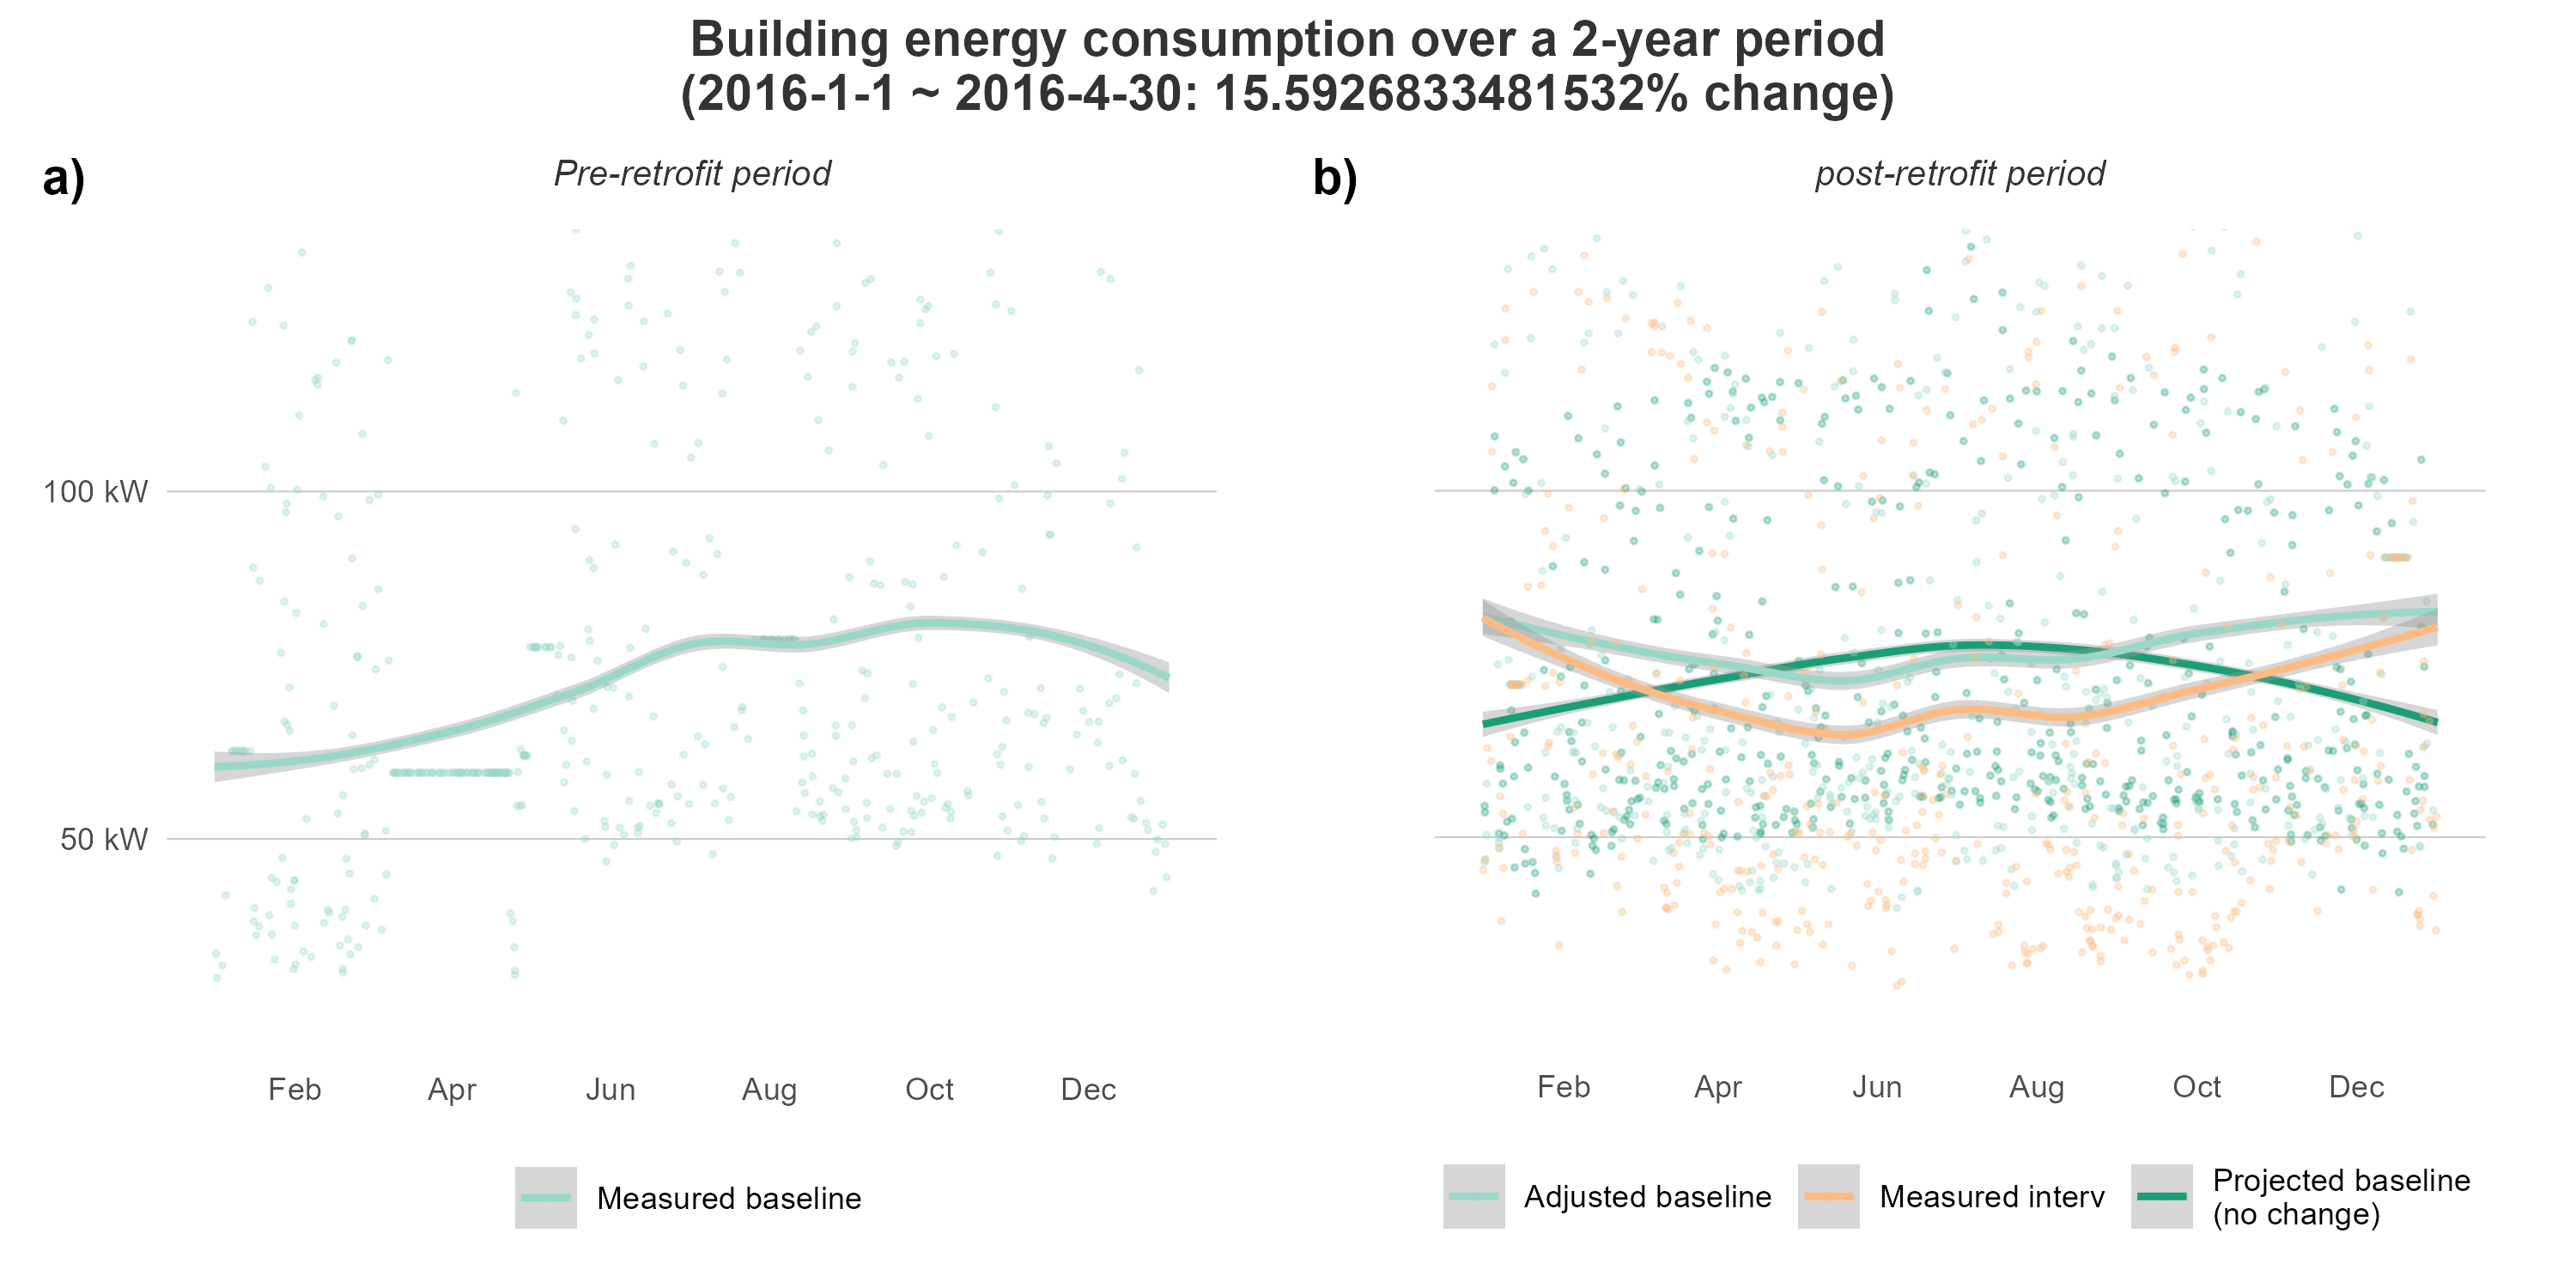 Building energy consumption over a 2-year period
(2016-1-1 ~ 2016-4-30: 15.5926833481532% change)
a)
Pre-retrofit period
100 kW
50 kW
Feb
Apr
Jun
Aug
Oct
Dec
Measured baseline
b)
post-retrofit period
Feb
Apr
Jun
Aug
Oct
Dec
Adjusted baseline
Measured interv
Projected baseline
(no change)